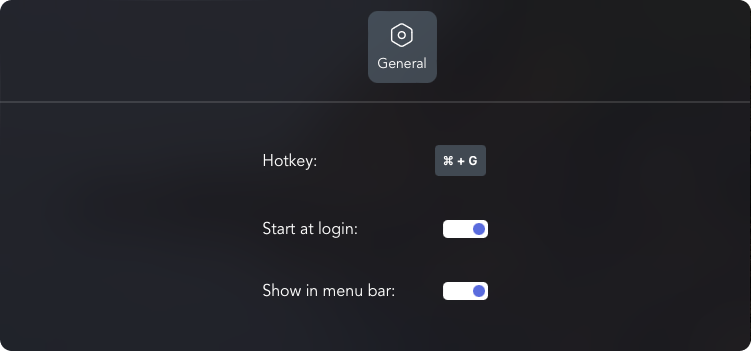 General
Hotkey: ⌘ + G
Start at login:
Show in menu bar: